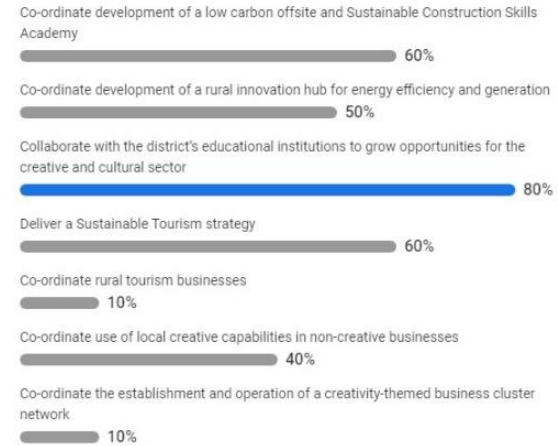 Co-ordinate development of a low carbon offsite and Sustainable Construction Skills
Academy
60%
Co-ordinate development of a rural innovation hub for energy efficiency and generation
50%
Collaborate with the district's educational institutions to grow opportunities for the
creative and cultural sector
80%
Deliver a Sustainable Tourism strategy
60%
Co-ordinate rural tourism businesses
10%
Co-ordinate use of local creative capabilities in non-creative businesses
40%
Co-ordinate the establishment and operation of a creativity-themed business cluster
network
10%